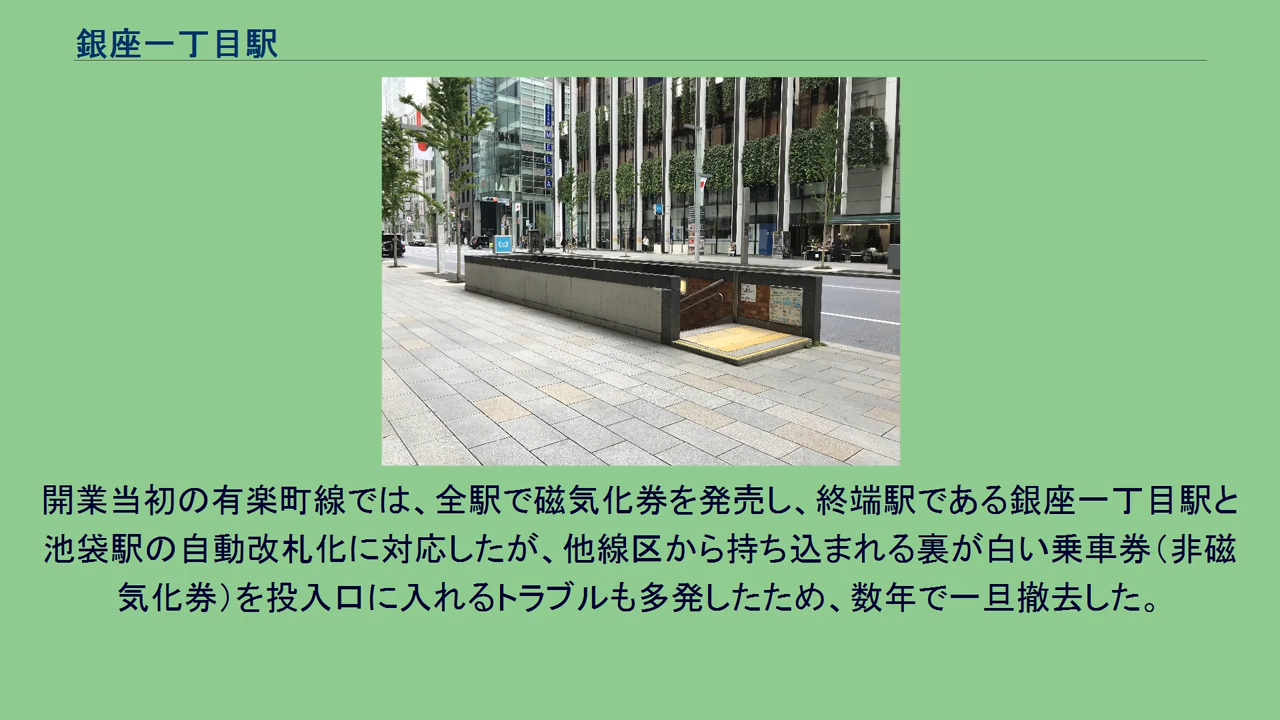 銀座一丁目駅
MELSA
開業当初の有楽町線では、全駅で磁気化券を発売し、終端駅である銀座一丁目駅と
池袋駅の自動改札化に対応したが、他線区から持ち込まれる裏が白い乗車券（非磁
気化券）を投入口に入れるトラブルも多発したため、数年で一旦撤去した。